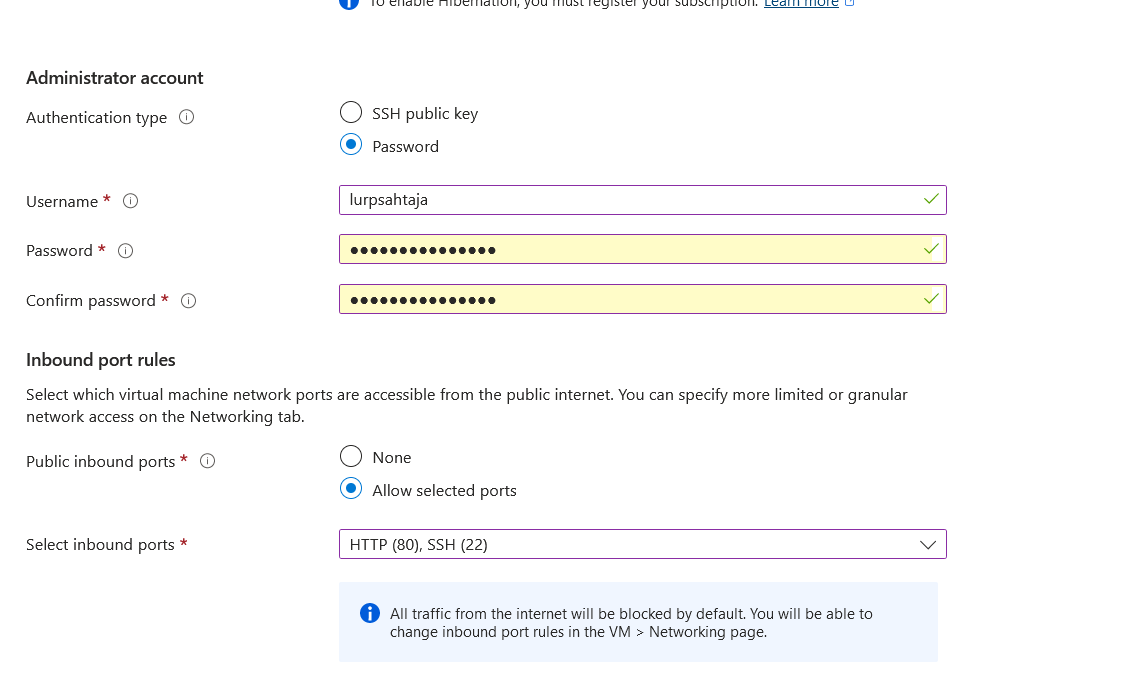 To enable Hibernation, you must register your subscription. Learn more
Administrator account
Authentication type
SSH public key
Password
Username *
lurpsahtaja
Password *
●●●●●●●●●●●●●●●
Confirm password *
●●●●●●●●●●●●●●●
Inbound port rules
Select which virtual machine network ports are accessible from the public internet. You can specify more limited or granular
network access on the Networking tab.
Public inbound ports *
None
Allow selected ports
Select inbound ports *
HTTP (80), SSH (22)
All traffic from the internet will be blocked by default. You will be able to
change inbound port rules in the VM > Networking page.